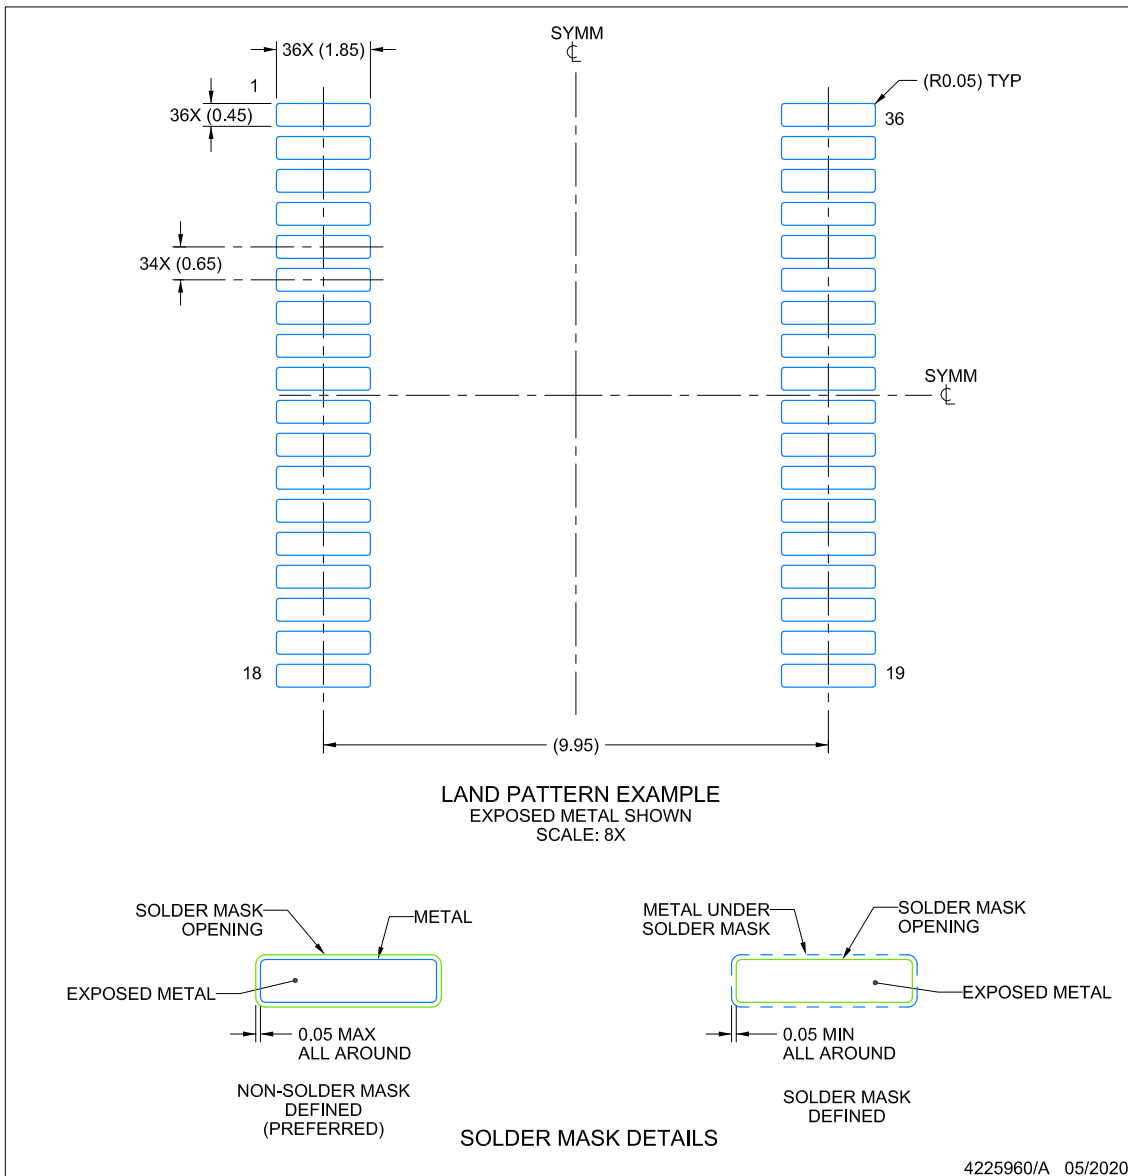 SYMM
℄
36X (1.85)
(R0.05) TYP
1
36X (0.45)
36
34X (0.65)
SYMM
℄
18
19
(9.95)
LAND PATTERN EXAMPLE
EXPOSED METAL SHOWN
SCALE: 8X
SOLDER MASK
OPENING
METAL
EXPOSED METAL
0.05 MAX
ALL AROUND
NON-SOLDER MASK
DEFINED
(PREFERRED)
METAL UNDER
SOLDER MASK
SOLDER MASK
OPENING
EXPOSED METAL
0.05 MIN
ALL AROUND
SOLDER MASK
DEFINED
SOLDER MASK DETAILS
4225960/A 05/2020